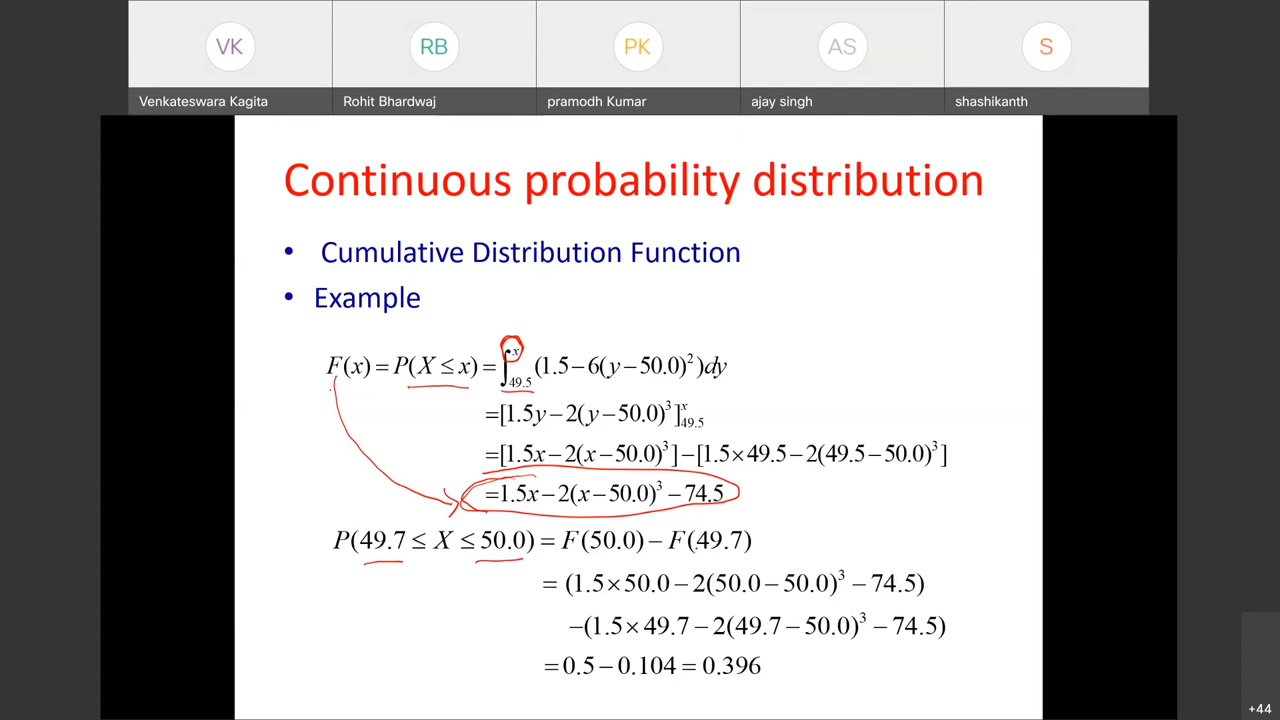 VK RB PK AS S
Venkateswara Kagita Rohit Bhardwaj pramodh Kumar ajay singh shashikanth
Continuous probability distribution
• Cumulative Distribution Function
• Example
F(x) = P(X ≤ x) = ∫_{49.5}^{x} (1.5 − 6(y − 50.0)²)dy
=[1.5y − 2(y − 50.0)³]_{49.5}^{x}
=[1.5x − 2(x − 50.0)³] − [1.5×49.5 − 2(49.5 − 50.0)³]
=1.5x − 2(x − 50.0)³ − 74.5
P(49.7 ≤ X ≤ 50.0) = F(50.0) − F(49.7)
= (1.5×50.0 − 2(50.0 − 50.0)³ − 74.5)
−(1.5×49.7 − 2(49.7 − 50.0)³ − 74.5)
= 0.5 − 0.104 = 0.396
+44